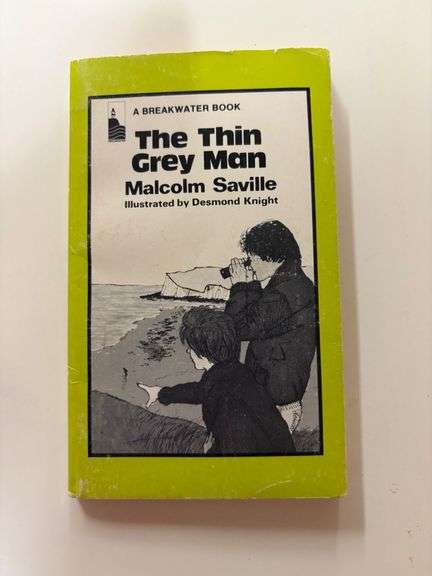 A BREAKWATER BOOK
The Thin
Grey Man
Malcolm Saville
Illustrated by Desmond Knight